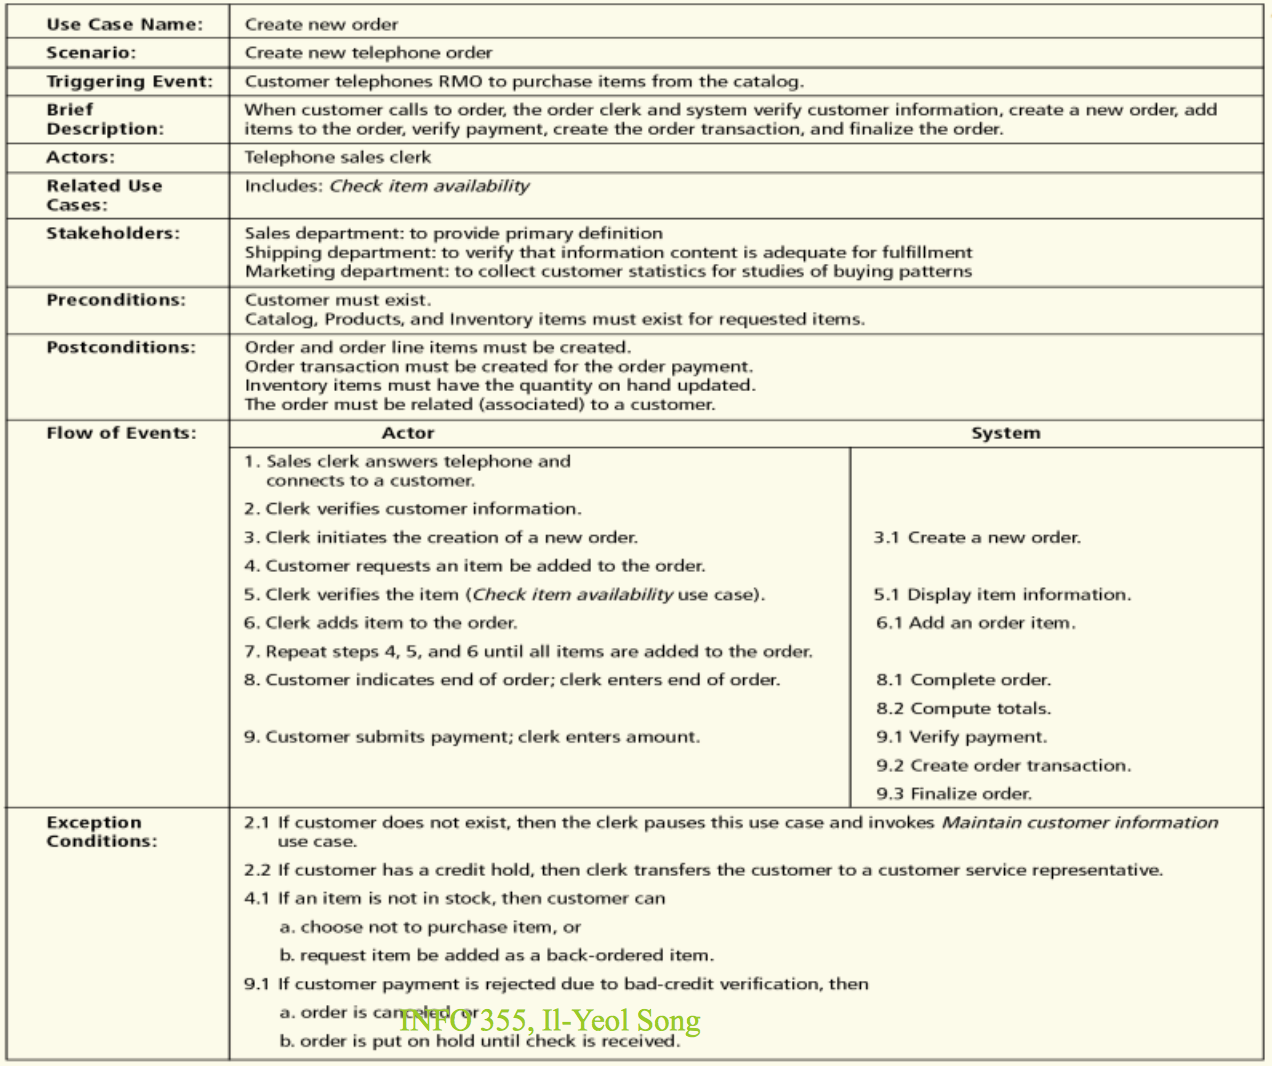 Use Case Name: Create new order
Scenario: Create new telephone order
Triggering Event: Customer telephones RMO to purchase items from the catalog.
Brief
Description:
When customer calls to order, the order clerk and system verify customer information, create a new order, add
items to the order, verify payment, create the order transaction, and finalize the order.
Actors: Telephone sales clerk
Related Use
Cases:
Includes: Check item availability
Stakeholders: Sales department: to provide primary definition
Shipping department: to verify that information content is adequate for fulfillment
Marketing department: to collect customer statistics for studies of buying patterns
Preconditions: Customer must exist.
Catalog, Products, and Inventory items must exist for requested items.
Postconditions: Order and order line items must be created.
Order transaction must be created for the order payment.
Inventory items must have the quantity on hand updated.
The order must be related (associated) to a customer.
Flow of Events: Actor System
1. Sales clerk answers telephone and
connects to a customer.
2. Clerk verifies customer information.
3. Clerk initiates the creation of a new order. 3.1 Create a new order.
4. Customer requests an item be added to the order.
5. Clerk verifies the item (Check item availability use case). 5.1 Display item information.
6. Clerk adds item to the order. 6.1 Add an order item.
7. Repeat steps 4, 5, and 6 until all items are added to the order.
8. Customer indicates end of order; clerk enters end of order. 8.1 Complete order.
8.2 Compute totals.
9. Customer submits payment; clerk enters amount. 9.1 Verify payment.
9.2 Create order transaction.
9.3 Finalize order.
Exception
Conditions:
2.1 If customer does not exist, then the clerk pauses this use case and invokes Maintain customer information
use case.
2.2 If customer has a credit hold, then clerk transfers the customer to a customer service representative.
4.1 If an item is not in stock, then customer can
a. choose not to purchase item, or
b. request item be added as a back-ordered item.
9.1 If customer payment is rejected due to bad-credit verification, then
a. order is canceled, or
INFO 355, Il-Yeol Song
b. order is put on hold until check is received.